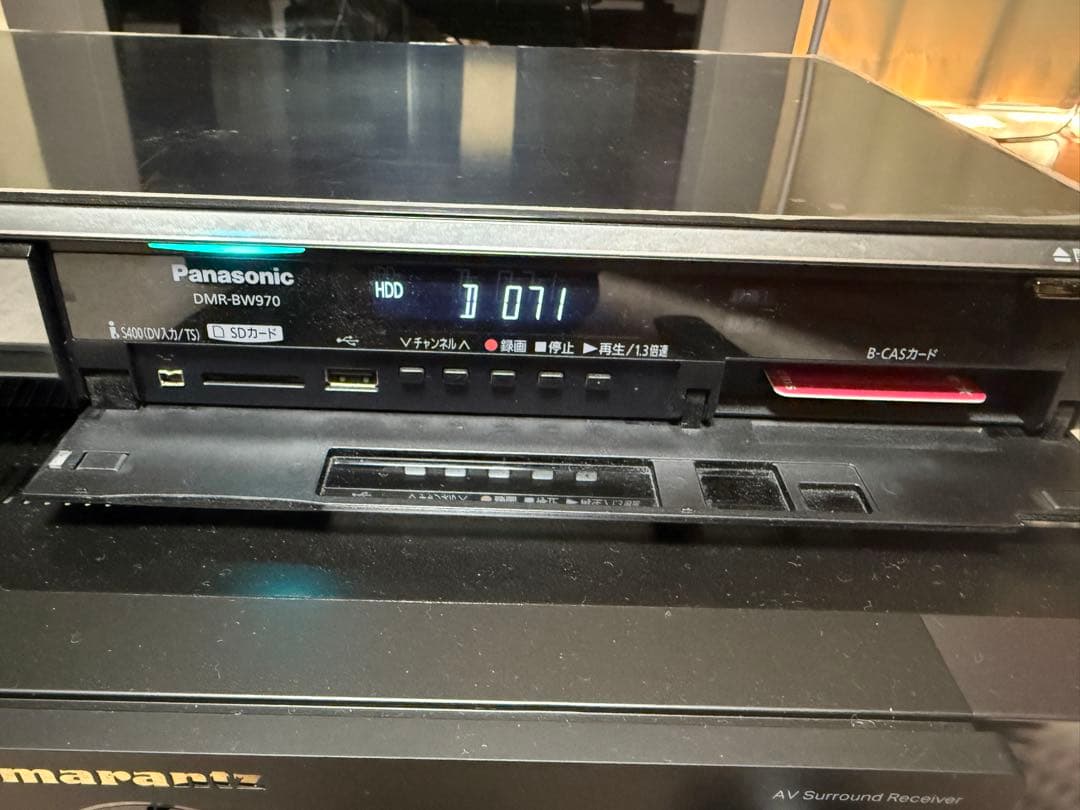 Panasonic
DMR-BW970
HDD
D 071
i.S400(DV入力/TS) SDカード
∨チャンネル∧ ●録画 ■停止 ▶再生/1.3倍速
B-CASカード
marantz
AV Surround Receiver